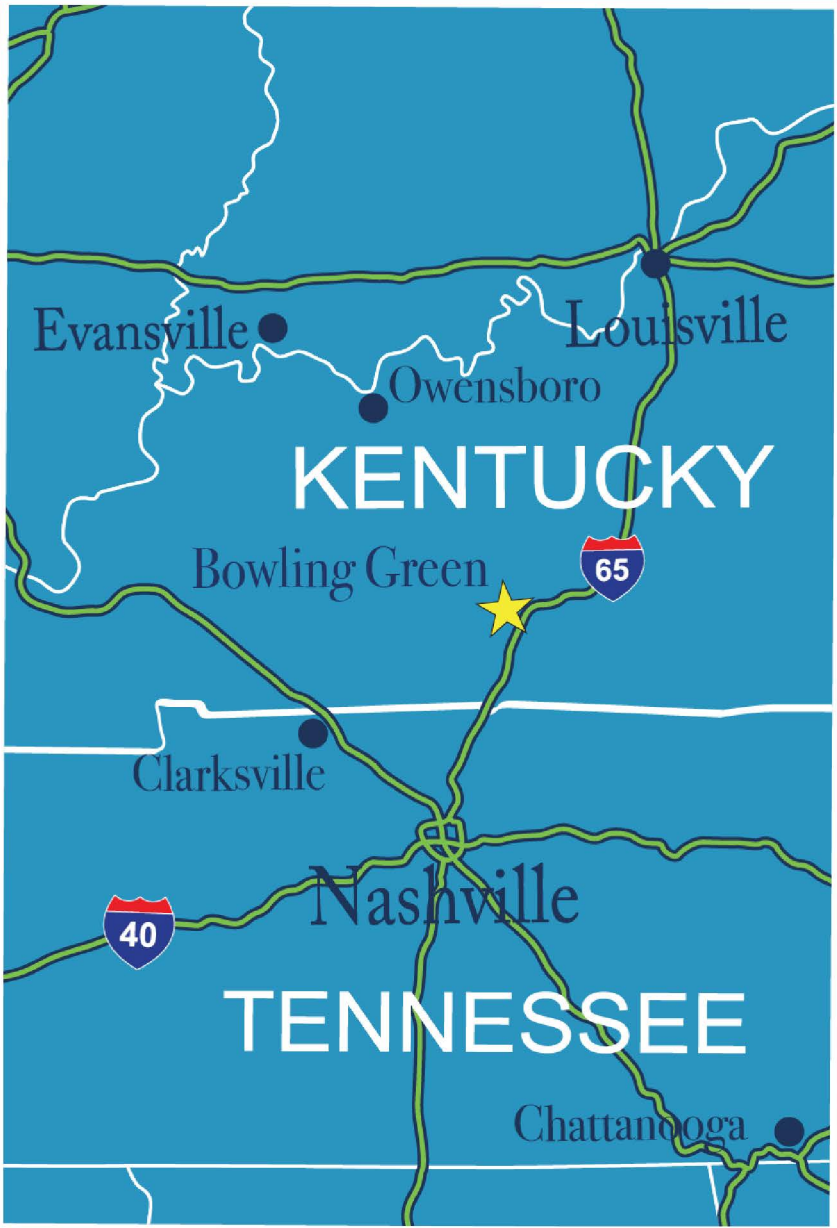 Evansville
Louisville
Owensboro
KENTUCKY
Bowling Green
65
Clarksville
Nashville
40
TENNESSEE
Chattanooga